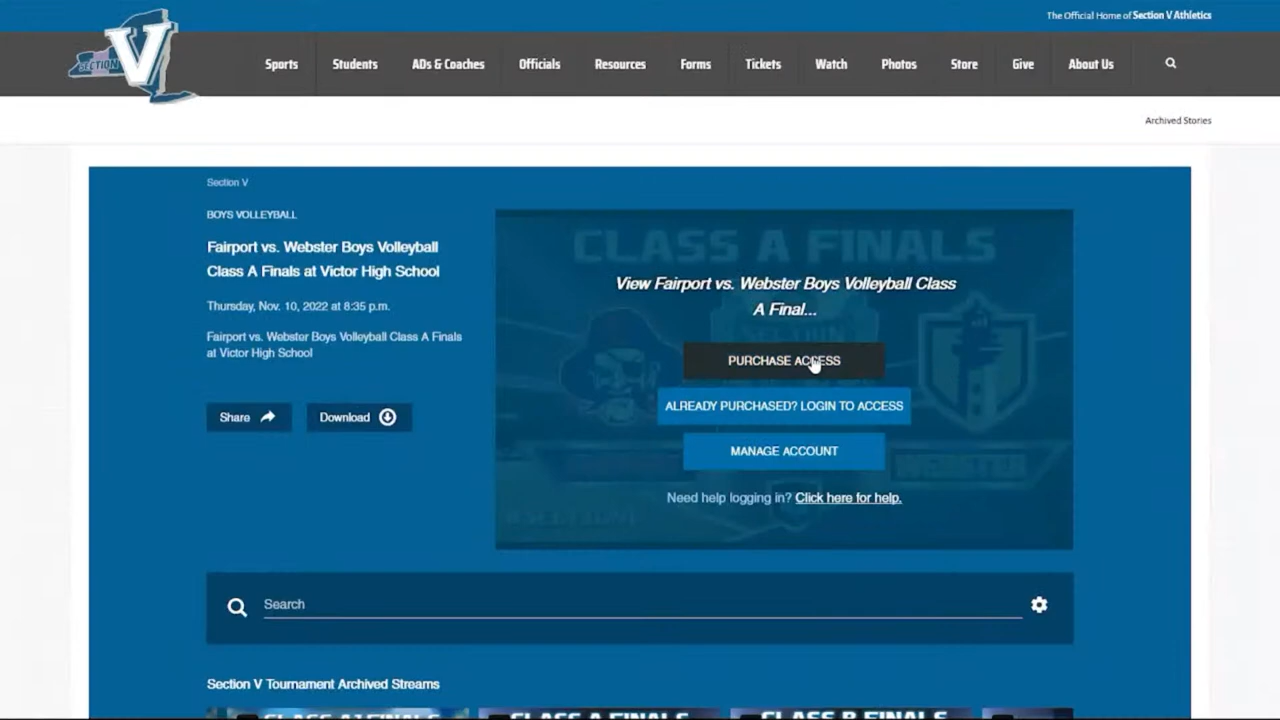 The Official Home of Section V Athletics
SECTION V
Sports Students ADs & Coaches Officials Resources Forms Tickets Watch Photos Store Give About Us
Archived Stories
Section V
BOYS VOLLEYBALL
Fairport vs. Webster Boys Volleyball
Class A Finals at Victor High School
Thursday, Nov. 10, 2022 at 8:35 p.m.
Fairport vs. Webster Boys Volleyball Class A Finals
at Victor High School
Share
Download
CLASS A FINALS
View Fairport vs. Webster Boys Volleyball Class
A Final...
PURCHASE ACCESS
ALREADY PURCHASED? LOGIN TO ACCESS
MANAGE ACCOUNT
WEBSTER
Need help logging in? Click here for help.
Search
Section V Tournament Archived Streams
CLASS A FINALS
CLASS B FINALS